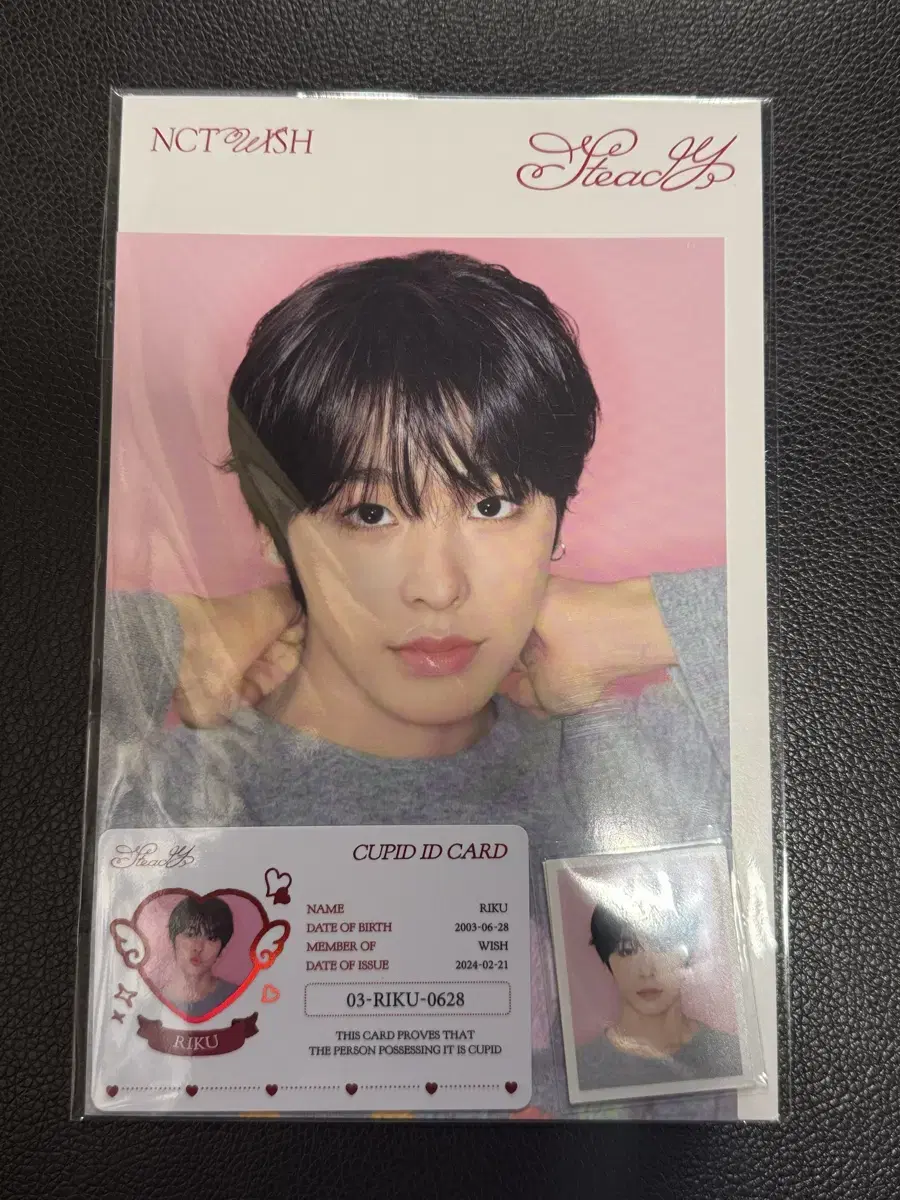 NCT WISH
Steady
Steady
CUPID ID CARD
NAME RIKU
DATE OF BIRTH 2003-06-28
MEMBER OF WISH
DATE OF ISSUE 2024-02-21
03-RIKU-0628
RIKU
THIS CARD PROVES THAT
THE PERSON POSSESSING IT IS CUPID